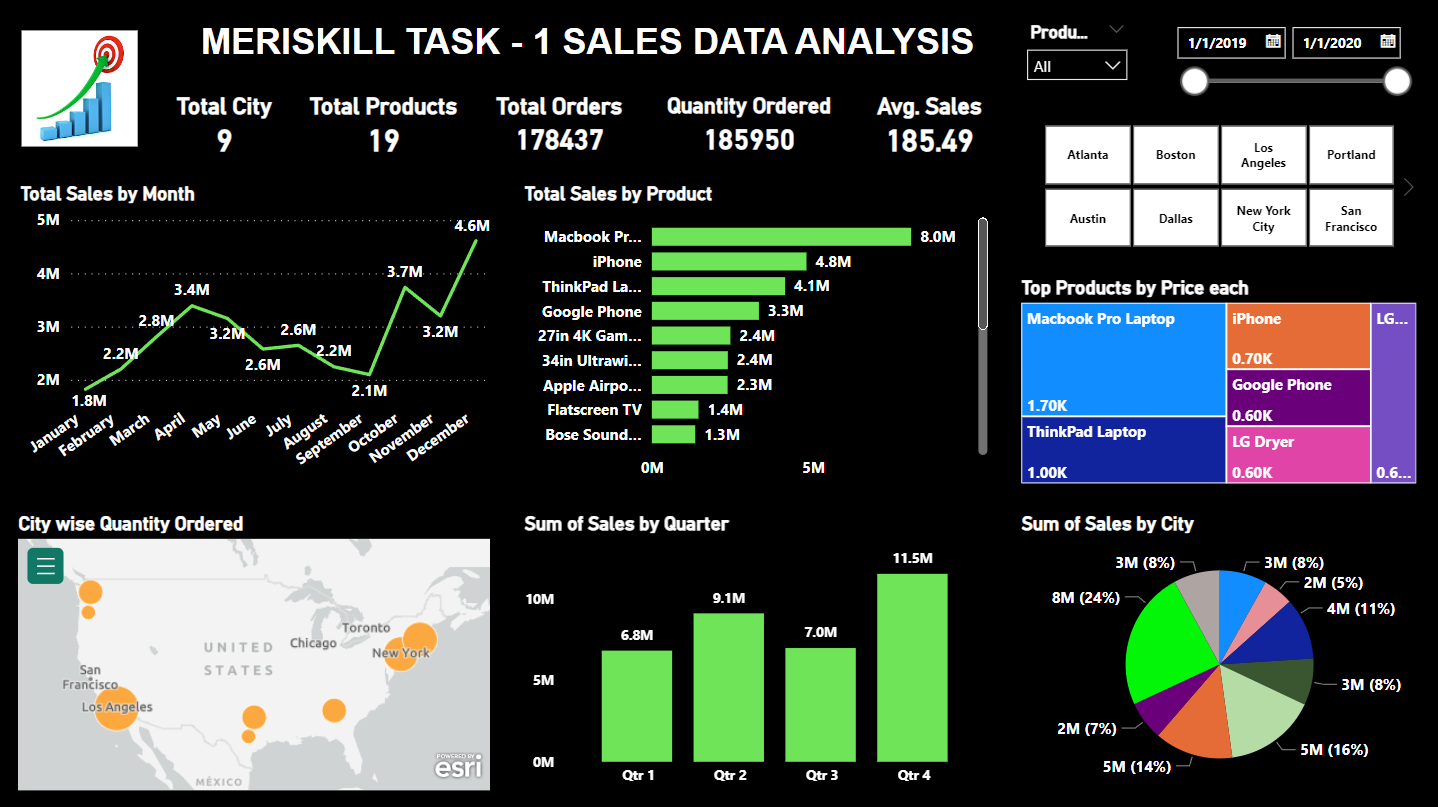 MERISKILL TASK - 1 SALES DATA ANALYSIS
Produ...
All
1/1/2019
1/1/2020
Total City
9
Total Products
19
Total Orders
178437
Quantity Ordered
185950
Avg. Sales
185.49
Atlanta
Boston
Los
Angeles
Portland
Austin
Dallas
New York
City
San
Francisco
Total Sales by Month
5M
4M
3M
2M
1.8M
2.2M
2.8M
3.4M
3.2M
2.6M
2.6M
2.2M
2.1M
3.7M
3.2M
4.6M
January
February
March
April
May
June
July
August
September
October
November
December
Total Sales by Product
Macbook Pr... 8.0M
iPhone 4.8M
ThinkPad La... 4.1M
Google Phone 3.3M
27in 4K Gam... 2.4M
34in Ultrawi... 2.4M
Apple Airpo... 2.3M
Flatscreen TV 1.4M
Bose Sound... 1.3M
0M 5M
Top Products by Price each
Macbook Pro Laptop
1.70K
ThinkPad Laptop
1.00K
iPhone
0.70K
Google Phone
0.60K
LG Dryer
0.60K
LG...
0.6...
City wise Quantity Ordered
UNITED
STATES
Toronto
Chicago
New York
San
Francisco
Los Angeles
MÉXICO
POWERED BY
esri
Sum of Sales by Quarter
10M
5M
0M
6.8M
9.1M
7.0M
11.5M
Qtr 1
Qtr 2
Qtr 3
Qtr 4
Sum of Sales by City
3M (8%)
3M (8%)
2M (5%)
8M (24%)
4M (11%)
3M (8%)
2M (7%)
5M (16%)
5M (14%)